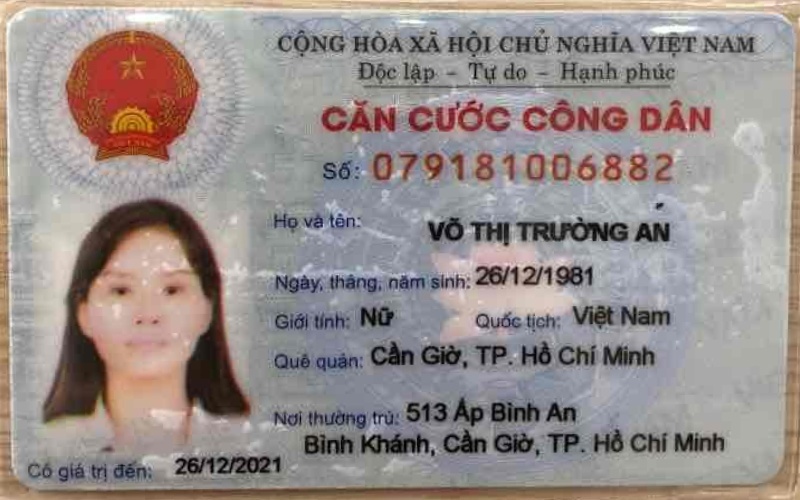 CỘNG HÒA XÃ HỘI CHỦ NGHĨA VIỆT NAM
Độc lập - Tự do - Hạnh phúc
CĂN CƯỚC CÔNG DÂN
Số: 079181006882
Họ và tên: VÕ THỊ TRƯỜNG AN
Ngày, tháng, năm sinh: 26/12/1981
Giới tính: Nữ Quốc tịch: Việt Nam
Quê quán: Cần Giờ, TP. Hồ Chí Minh
Nơi thường trú: 513 Ấp Bình An
Bình Khánh, Cần Giờ, TP. Hồ Chí Minh
Có giá trị đến: 26/12/2021